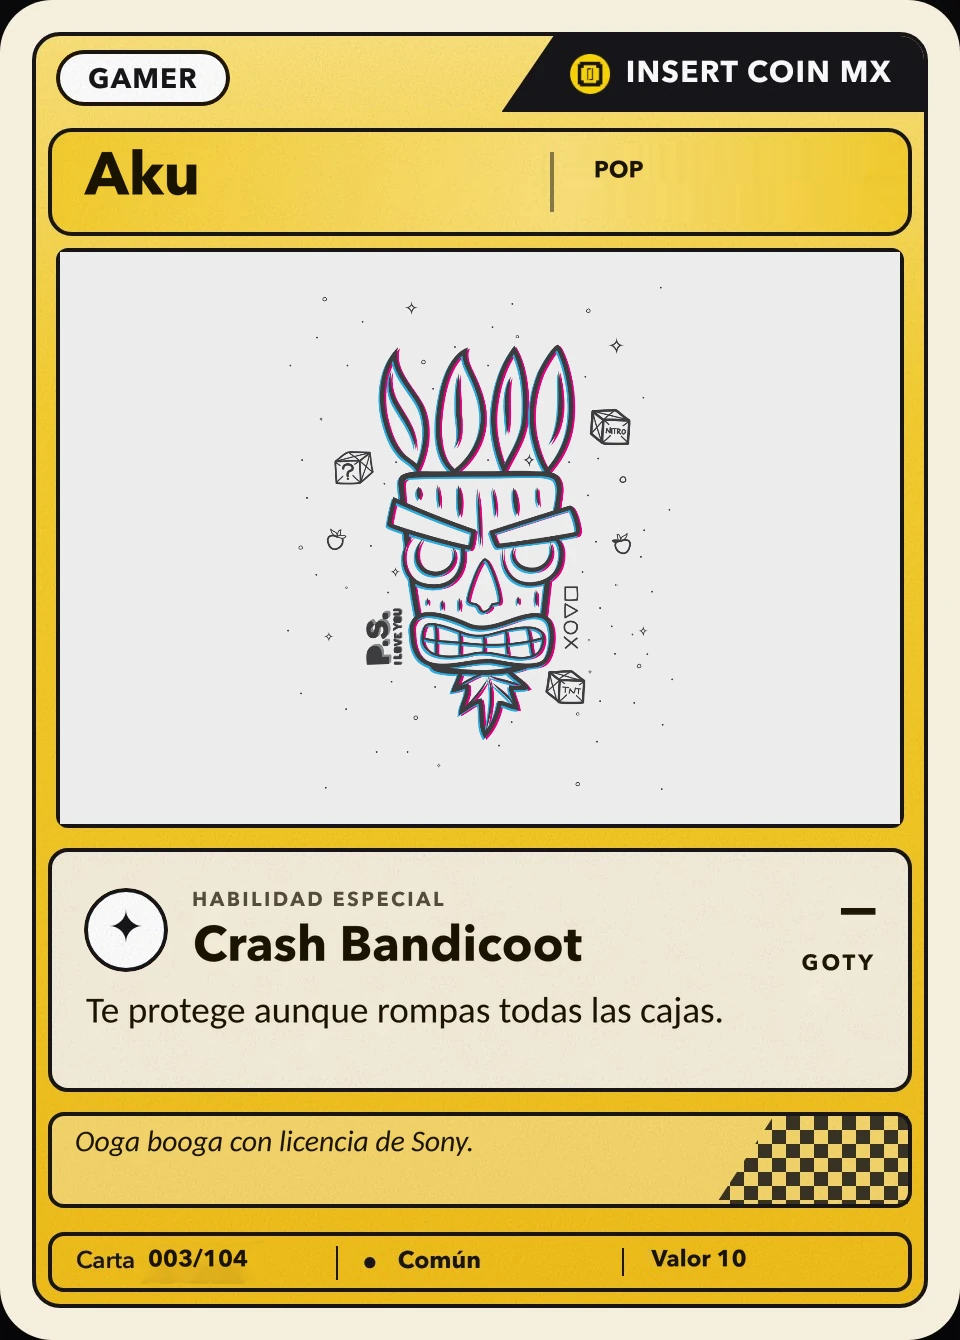 GAMER
INSERT COIN MX
Aku
POP
NITRO
?
P.S.
I LOVE YOU
TNT
HABILIDAD ESPECIAL
Crash Bandicoot
—
GOTY
Te protege aunque rompas todas las cajas.
Ooga booga con licencia de Sony.
Carta 003/104
• Común
Valor 10